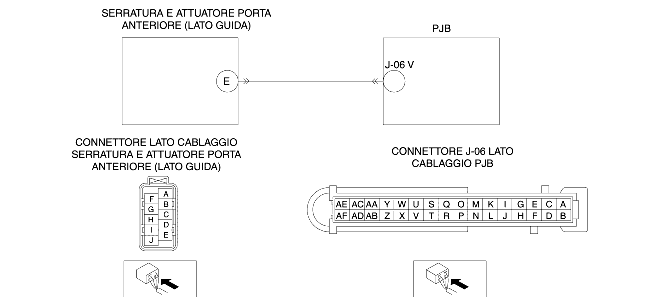 SERRATURA E ATTUATORE PORTA
ANTERIORE (LATO GUIDA)
PJB
E
J-06 V
CONNETTORE LATO CABLAGGIO
SERRATURA E ATTUATORE PORTA
ANTERIORE (LATO GUIDA)
CONNETTORE J-06 LATO
CABLAGGIO PJB
F A
G B
H C
I D
J E
AE AC AA Y W U S Q O M K I G E C A
AF AD AB Z X V T R P N L J H F D B